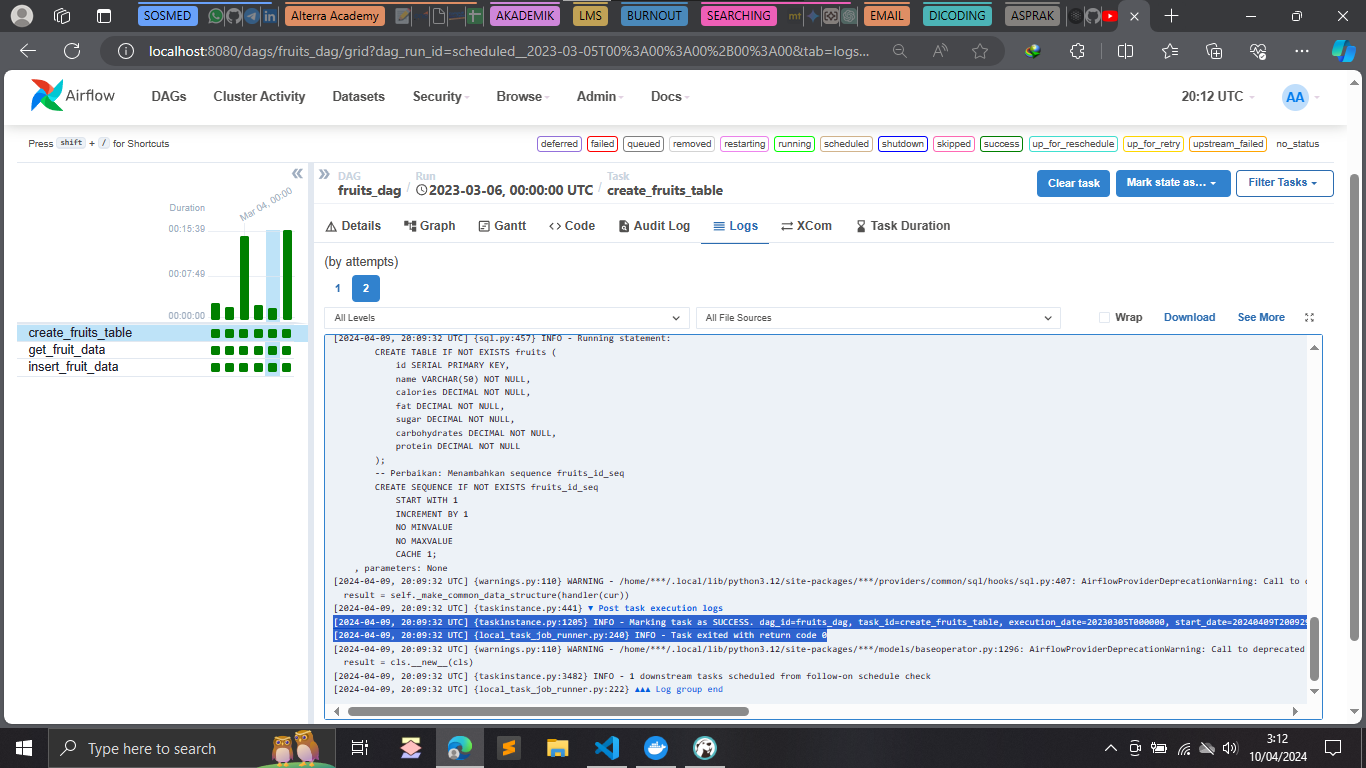 SOSMED
Alterra Academy
AKADEMIK
LMS
BURNOUT
SEARCHING
mt
EMAIL
DICODING
ASPRAK
localhost:8080/dags/fruits_dag/grid?dag_run_id=scheduled__2023-03-05T00%3A00%3A00%2B00%3A00&tab=logs...
Airflow
DAGs
Cluster Activity
Datasets
Security
Browse
Admin
Docs
20:12 UTC
AA
Press shift + / for Shortcuts
deferred
failed
queued
removed
restarting
running
scheduled
shutdown
skipped
success
up_for_reschedule
up_for_retry
upstream_failed
no_status
Duration
Mar 04, 00:00
00:15:39
00:07:49
00:00:00
create_fruits_table
get_fruit_data
insert_fruit_data
DAG
fruits_dag
/
Run
2023-03-06, 00:00:00 UTC
/
Task
create_fruits_table
Clear task
Mark state as...
Filter Tasks
Details
Graph
Gantt
<> Code
Audit Log
Logs
XCom
Task Duration
(by attempts)
1
2
All Levels
All File Sources
Wrap
Download
See More
[2024-04-09, 20:09:32 UTC] {sql.py:457} INFO - Running statement:
CREATE TABLE IF NOT EXISTS fruits (
id SERIAL PRIMARY KEY,
name VARCHAR(50) NOT NULL,
calories DECIMAL NOT NULL,
fat DECIMAL NOT NULL,
sugar DECIMAL NOT NULL,
carbohydrates DECIMAL NOT NULL,
protein DECIMAL NOT NULL
);
-- Perbaikan: Menambahkan sequence fruits_id_seq
CREATE SEQUENCE IF NOT EXISTS fruits_id_seq
START WITH 1
INCREMENT BY 1
NO MINVALUE
NO MAXVALUE
CACHE 1;
, parameters: None
[2024-04-09, 20:09:32 UTC] {warnings.py:110} WARNING - /home/***/.local/lib/python3.12/site-packages/***/providers/common/sql/hooks/sql.py:407: AirflowProviderDeprecationWarning: Call to
result = self._make_common_data_structure(handler(cur))
[2024-04-09, 20:09:32 UTC] {taskinstance.py:441} ▼ Post task execution logs
[2024-04-09, 20:09:32 UTC] {taskinstance.py:1205} INFO - Marking task as SUCCESS. dag_id=fruits_dag, task_id=create_fruits_table, execution_date=20230305T000000, start_date=20240409T200929
[2024-04-09, 20:09:32 UTC] {local_task_job_runner.py:240} INFO - Task exited with return code 0
[2024-04-09, 20:09:32 UTC] {warnings.py:110} WARNING - /home/***/.local/lib/python3.12/site-packages/***/models/baseoperator.py:1296: AirflowProviderDeprecationWarning: Call to deprecated
result = cls.__new__(cls)
[2024-04-09, 20:09:32 UTC] {taskinstance.py:3482} INFO - 1 downstream tasks scheduled from follow-on schedule check
[2024-04-09, 20:09:32 UTC] {local_task_job_runner.py:222} ▲▲▲ Log group end
Type here to search
3:12
10/04/2024